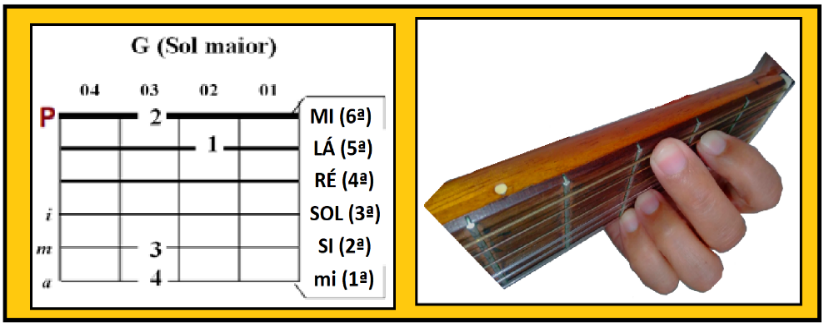 G (Sol maior)
04 03 02 01
P 2 MI (6ª)
1 LÁ (5ª)
RÉ (4ª)
i SOL (3ª)
m 3 SI (2ª)
a 4 mi (1ª)